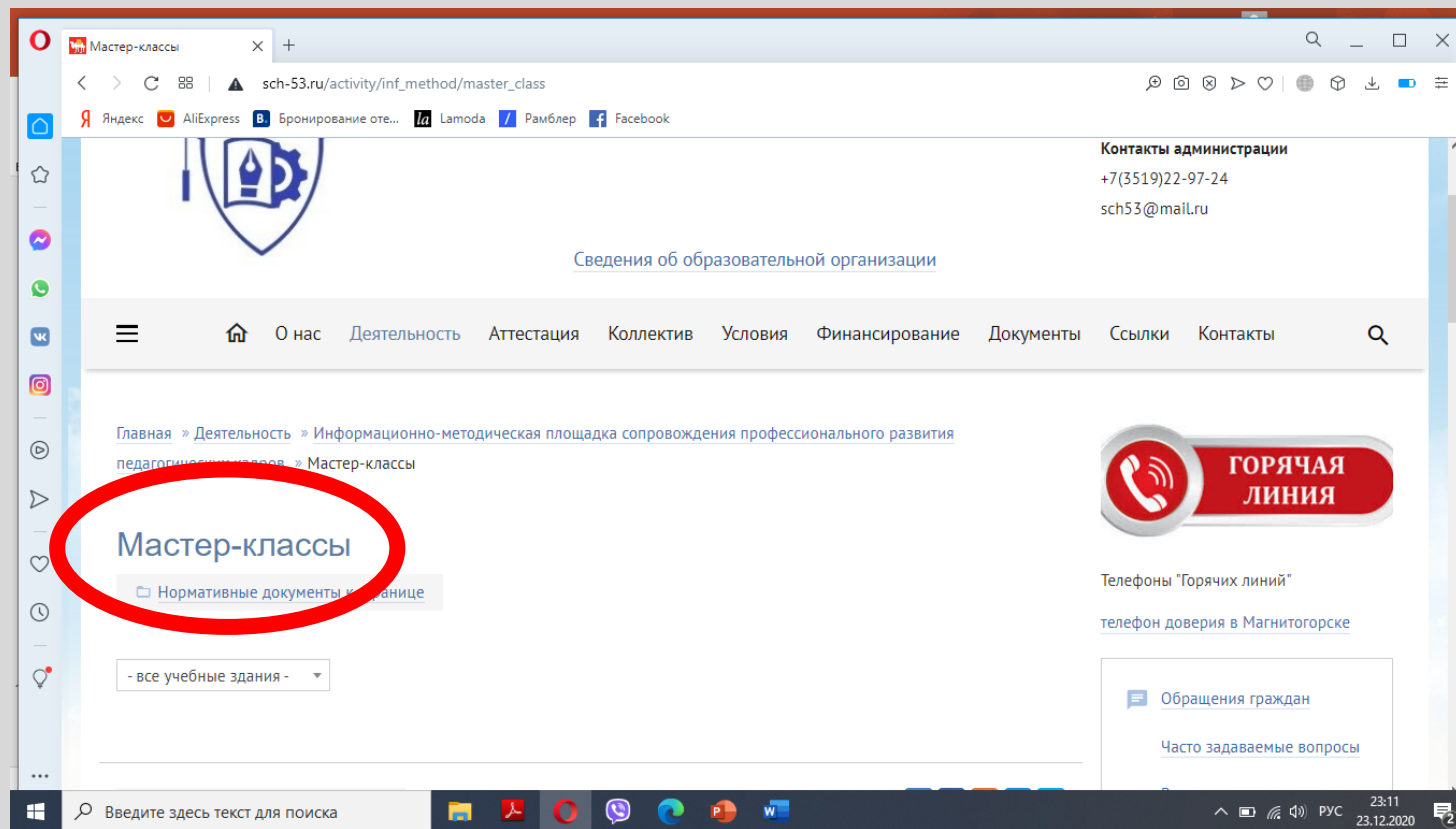 Мастер-классы
sch-53.ru/activity/inf_method/master_class
Яндекс AliExpress Бронирование оте... Lamoda Рамблер Facebook
Контакты администрации
+7(3519)22-97-24
sch53@mail.ru
Сведения об образовательной организации
О нас Деятельность Аттестация Коллектив Условия Финансирование Документы Ссылки Контакты
Главная » Деятельность » Информационно-методическая площадка сопровождения профессионального развития
» Мастер-классы
ГОРЯЧАЯ
ЛИНИЯ
Мастер-классы
Нормативные документы к странице
Телефоны "Горячих линий"
телефон доверия в Магнитогорске
- все учебные здания -
Обращения граждан
Часто задаваемые вопросы
Введите здесь текст для поиска
РУС
23:11
23.12.2020
2